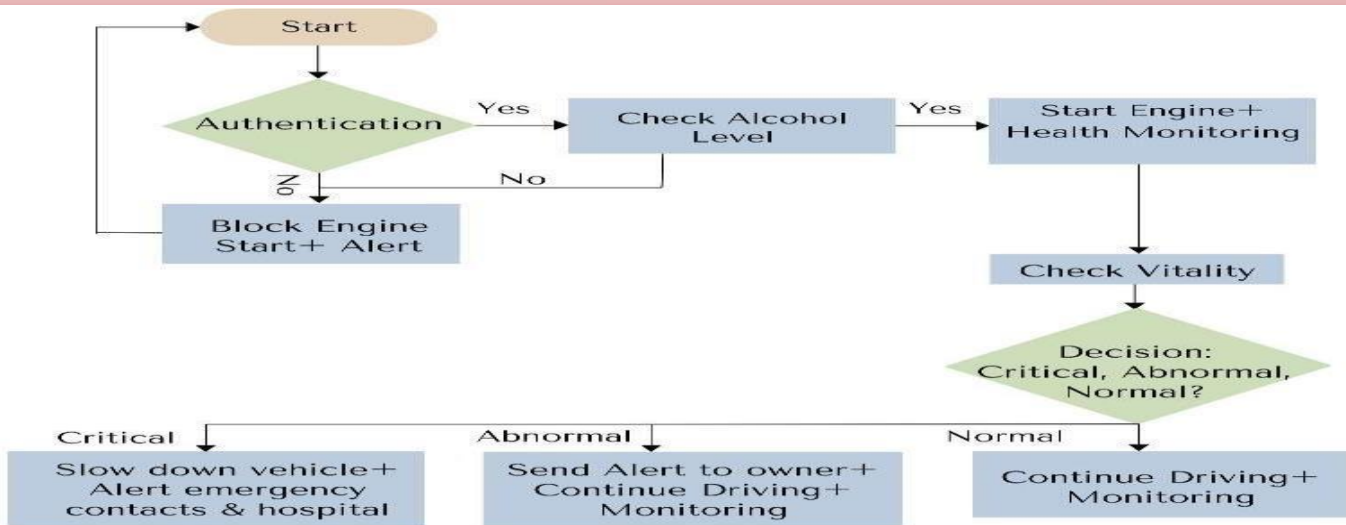 Start
Authentication
Yes
Check Alcohol
Level
Yes
Start Engine+
Health Monitoring
No
No
Block Engine
Start+ Alert
Check Vitality
Decision:
Critical, Abnormal,
Normal?
Critical
Abnormal
Normal
Slow down vehicle+
Alert emergency
contacts & hospital
Send Alert to owner+
Continue Driving+
Monitoring
Continue Driving+
Monitoring